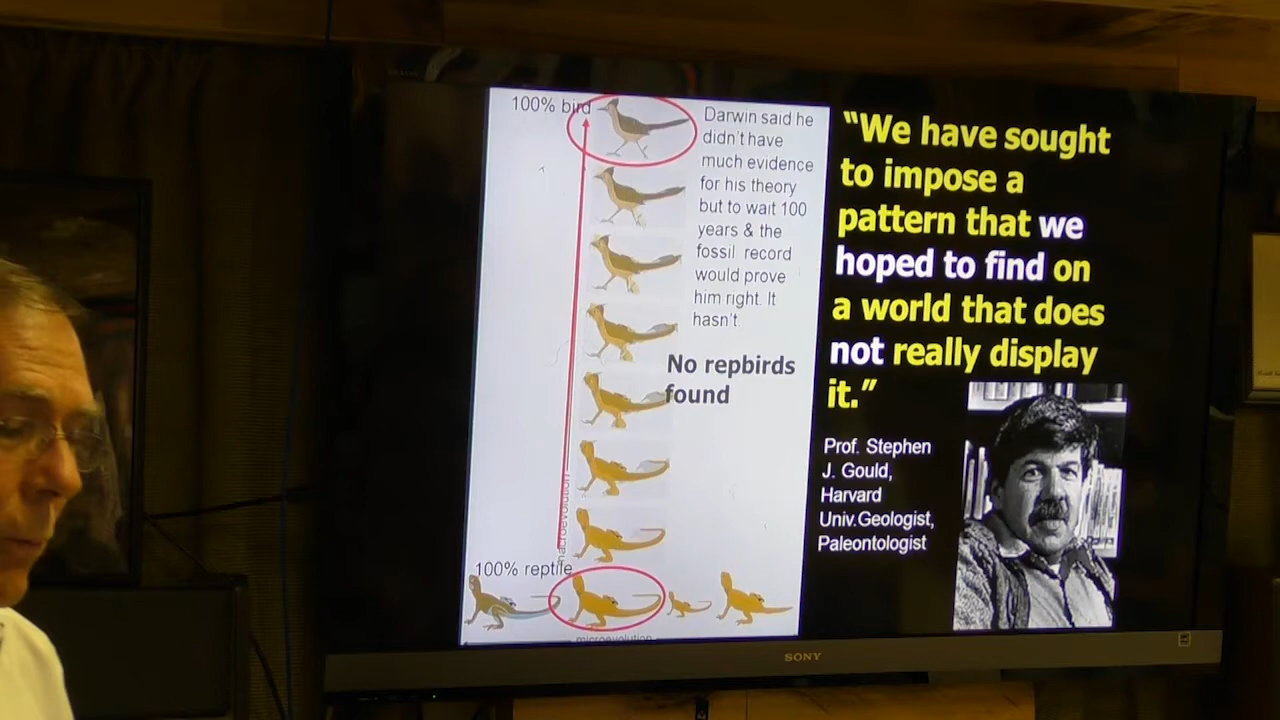 100% bird
Darwin said he
didn't have
much evidence
for his theory
but to wait 100
years & the
fossil record
would prove
him right. It
hasn't.
No repbirds
found
macroevolution
100% reptile
microevolution
"We have sought
to impose a
pattern that we
hoped to find on
a world that does
not really display
it."
Prof. Stephen
J. Gould,
Harvard
Univ.Geologist,
Paleontologist
SONY